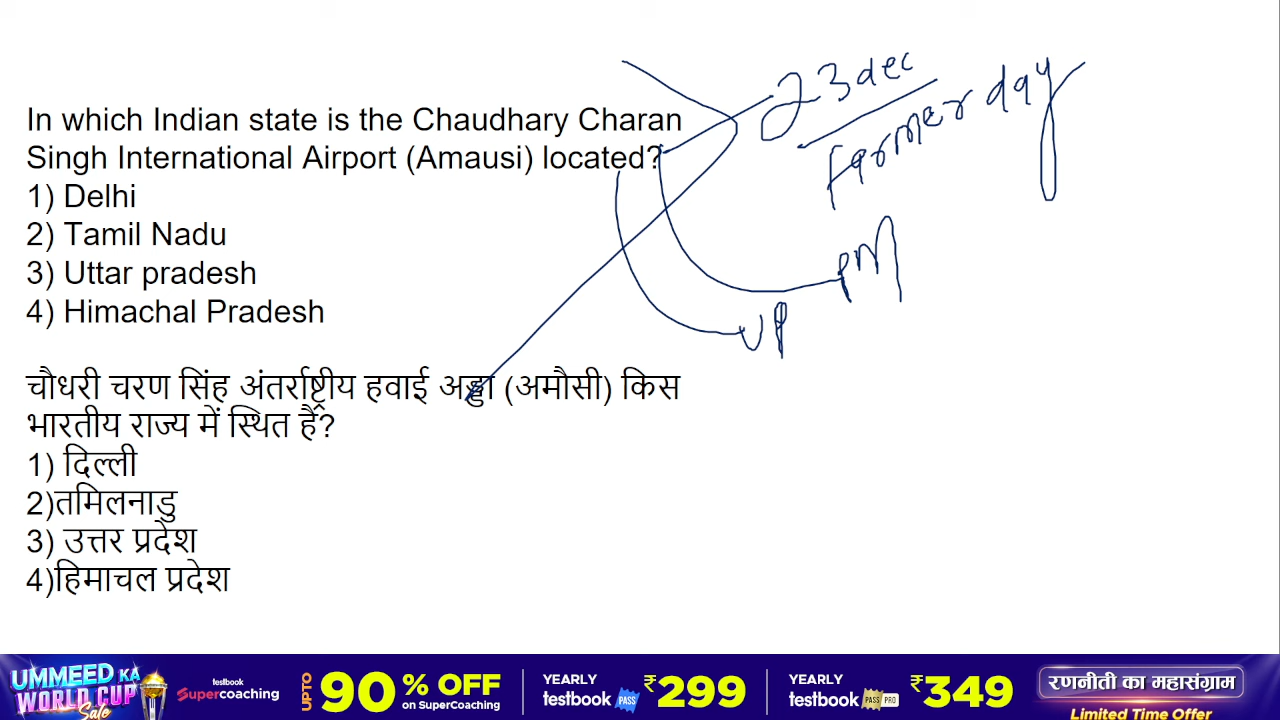 In which Indian state is the Chaudhary Charan
Singh International Airport (Amausi) located?
1) Delhi
2) Tamil Nadu
3) Uttar pradesh
4) Himachal Pradesh
चौधरी चरण सिंह अंतर्राष्ट्रीय हवाई अड्डा (अमौसी) किस
भारतीय राज्य में स्थित है?
1) दिल्ली
2)तमिलनाडु
3) उत्तर प्रदेश
4)हिमाचल प्रदेश
23 dec
farmer day
PM
UP
UMMEED KA
WORLD CUP
Sale
testbook
Supercoaching
UPTO
90% OFF
on SuperCoaching
YEARLY
testbook PASS
₹299
YEARLY
testbook PASS PRO
₹349
रणनीती का महासंग्राम
Limited Time Offer